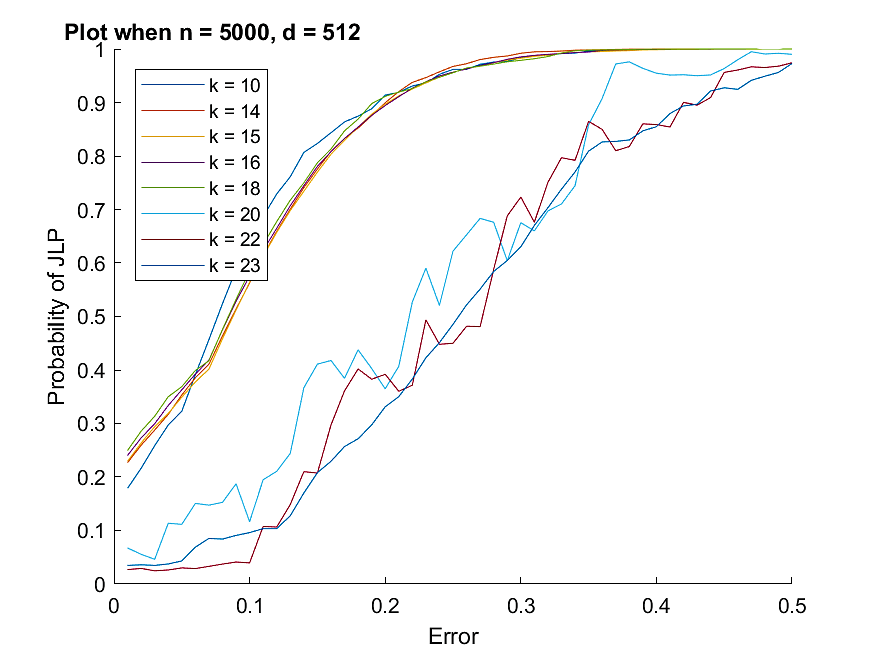 Plot when n = 5000, d = 512
1
0.9
0.8
0.7
0.6
0.5
0.4
0.3
0.2
0.1
0
Probability of JLP
k = 10
k = 14
k = 15
k = 16
k = 18
k = 20
k = 22
k = 23
0
0.1
0.2
0.3
0.4
0.5
Error